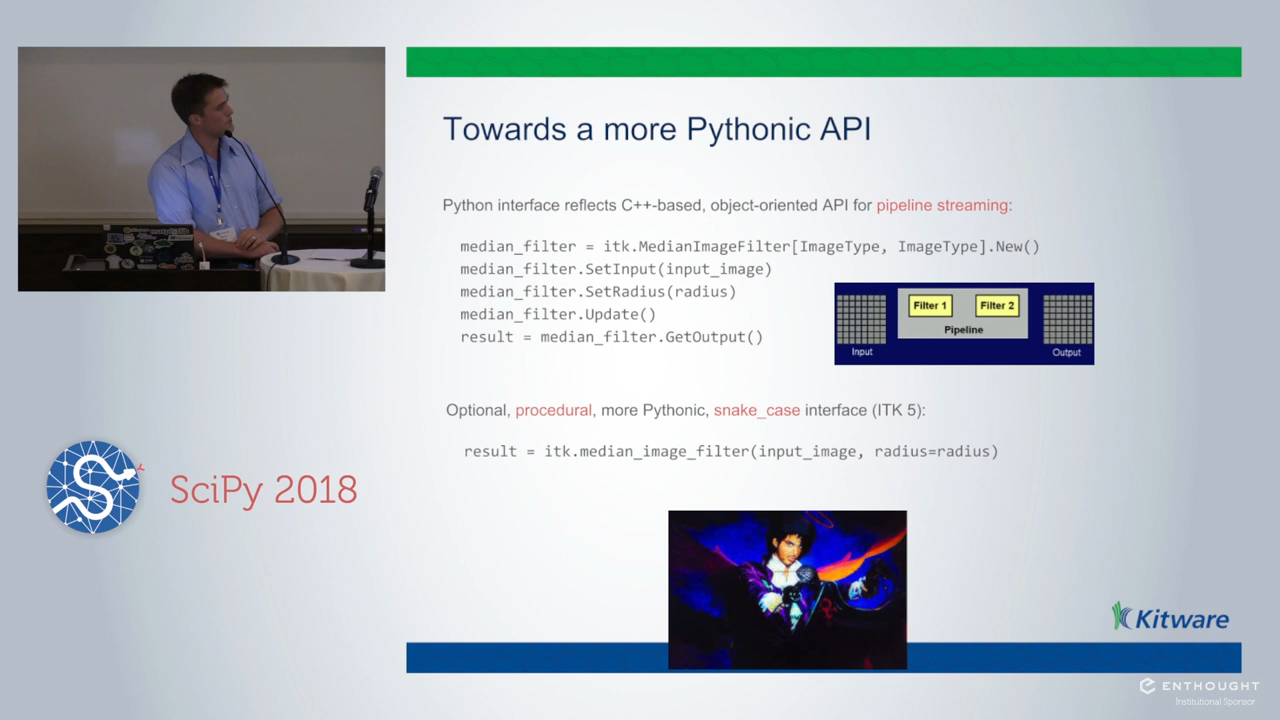 Towards a more Pythonic API
Python interface reflects C++-based, object-oriented API for pipeline streaming:
median_filter = itk.MedianImageFilter[ImageType, ImageType].New()
median_filter.SetInput(input_image)
median_filter.SetRadius(radius)
median_filter.Update()
result = median_filter.GetOutput()
Filter 1
Filter 2
Pipeline
Input
Output
Optional, procedural, more Pythonic, snake_case interface (ITK 5):
result = itk.median_image_filter(input_image, radius=radius)
SciPy 2018
Kitware
ENTHOUGHT
Institutional Sponsor